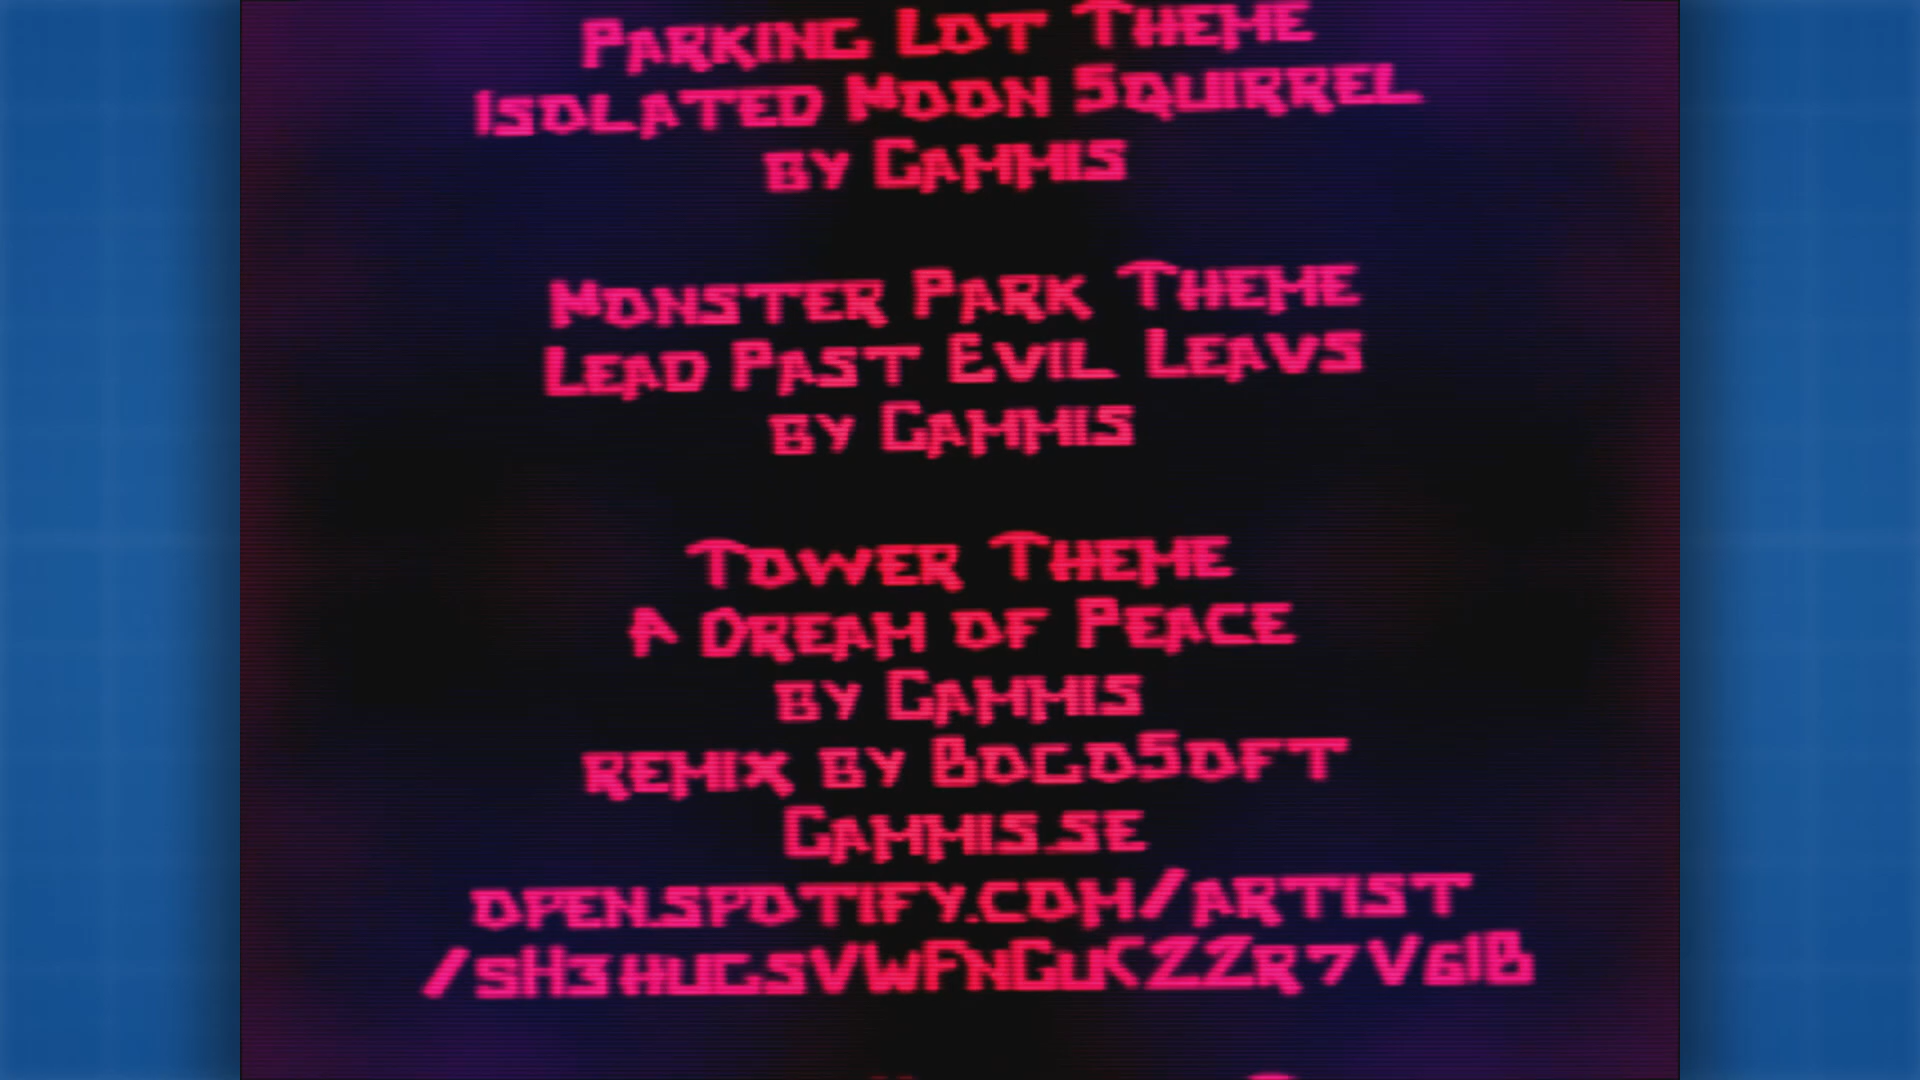 Parking Lot Theme
Isolated Moon Squirrel
by Gammis
Monster Park Theme
Lead Past Evil Leavs
by Gammis
Tower Theme
A Dream of Peace
by Gammis
remix by BogoSoft
Gammis.se
open.spotify.com/artist